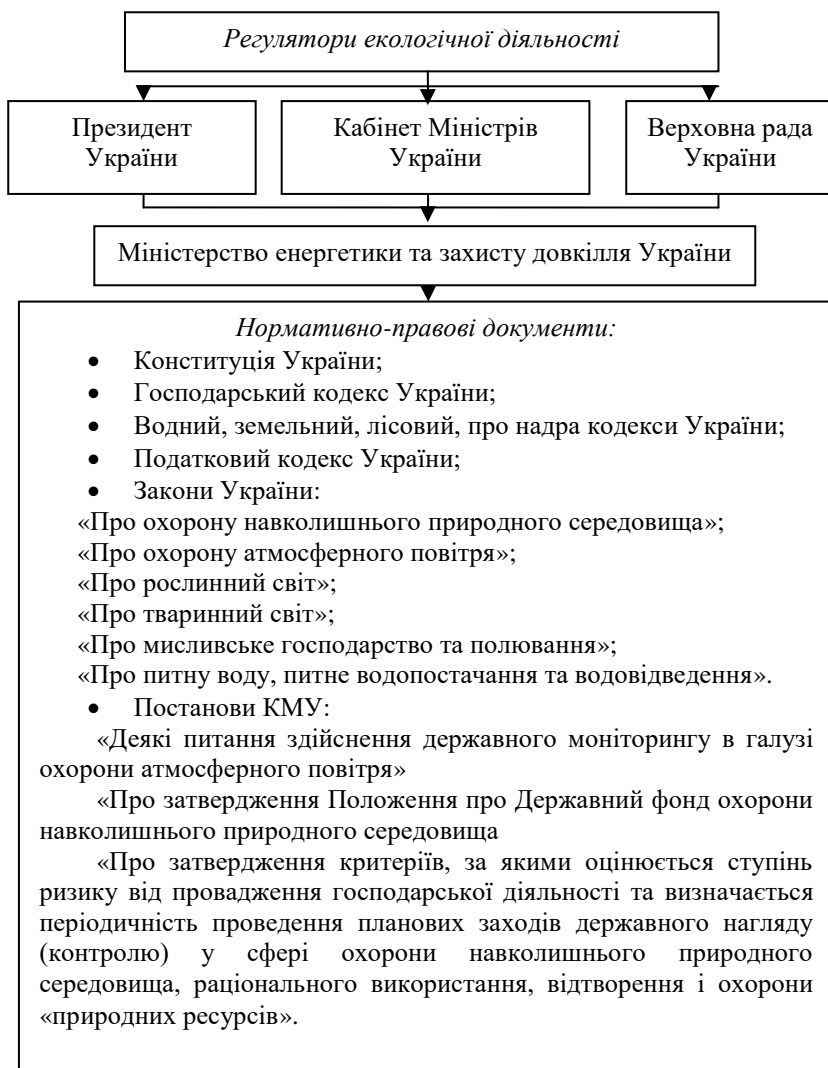 Регулятори екологічної діяльності
Президент
України
Кабінет Міністрів
України
Верховна рада
України
Міністерство енергетики та захисту довкілля України
Нормативно-правові документи:
• Конституція України;
• Господарський кодекс України;
• Водний, земельний, лісовий, про надра кодекси України;
• Податковий кодекс України;
• Закони України:
«Про охорону навколишнього природного середовища»;
«Про охорону атмосферного повітря»;
«Про рослинний світ»;
«Про тваринний світ»;
«Про мисливське господарство та полювання»;
«Про питну воду, питне водопостачання та водовідведення».
• Постанови КМУ:
«Деякі питання здійснення державного моніторингу в галузі
охорони атмосферного повітря»
«Про затвердження Положення про Державний фонд охорони
навколишнього природного середовища
«Про затвердження критеріїв, за якими оцінюється ступінь
ризику від провадження господарської діяльності та визначається
періодичність проведення планових заходів державного нагляду
(контролю) у сфері охорони навколишнього природного
середовища, раціонального використання, відтворення і охорони
«природних ресурсів».